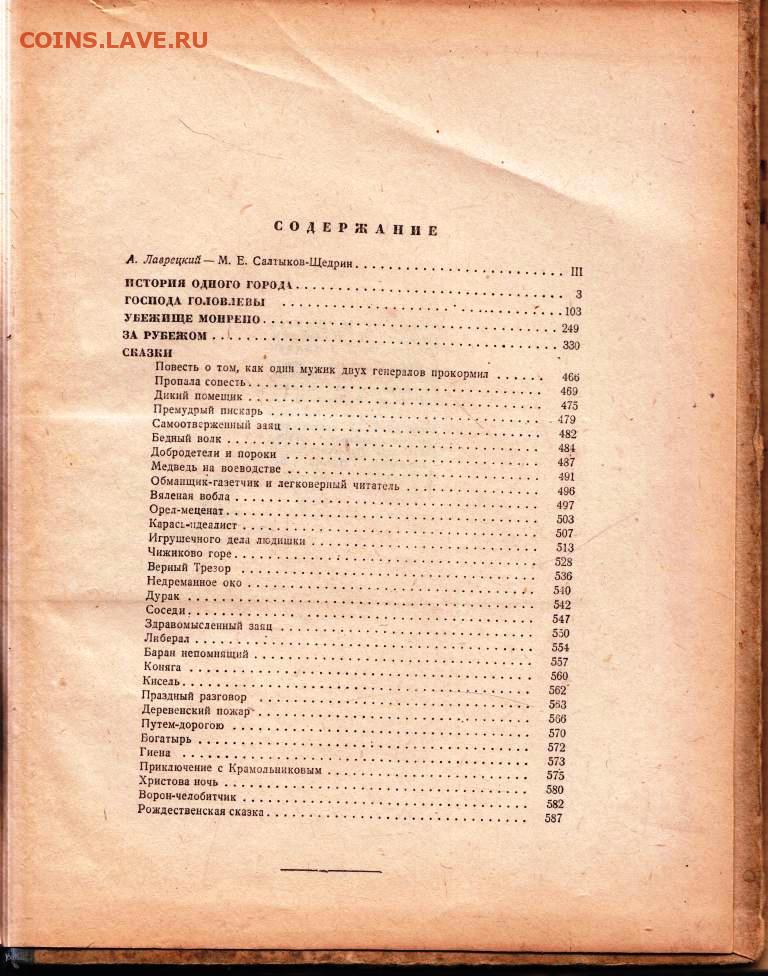 COINS.LAVE.RU
СОДЕРЖАНИЕ
А. Лаврецкий — М. Е. Салтыков-Щедрин . . . . . . . . . . III
ИСТОРИЯ ОДНОГО ГОРОДА . . . . . . . . . . 3
ГОСПОДА ГОЛОВЛЕВЫ . . . . . . . . . . 103
УБЕЖИЩЕ МОНРЕПО . . . . . . . . . . 249
ЗА РУБЕЖОМ . . . . . . . . . . 330
СКАЗКИ
Повесть о том, как один мужик двух генералов прокормил . . . . . . 466
Пропала совесть . . . . . . . . . . 469
Дикий помещик . . . . . . . . . . 475
Премудрый пискарь . . . . . . . . . . 479
Самоотверженный заяц . . . . . . . . . . 482
Бедный волк . . . . . . . . . . 484
Добродетели и пороки . . . . . . . . . . 487
Медведь на воеводстве . . . . . . . . . . 491
Обманщик-газетчик и легковерный читатель . . . . . . . . . . 496
Вяленая вобла . . . . . . . . . . 497
Орел-меценат . . . . . . . . . . 503
Карась-идеалист . . . . . . . . . . 507
Игрушечного дела людишки . . . . . . . . . . 513
Чижиково горе . . . . . . . . . . 528
Верный Трезор . . . . . . . . . . 536
Недреманное око . . . . . . . . . . 540
Дурак . . . . . . . . . . 542
Соседи . . . . . . . . . . 547
Здравомысленный заяц . . . . . . . . . . 550
Либерал . . . . . . . . . . 554
Баран непомнящий . . . . . . . . . . 557
Коняга . . . . . . . . . . 560
Кисель . . . . . . . . . . 562
Праздный разговор . . . . . . . . . . 563
Деревенский пожар . . . . . . . . . . 566
Путем-дорогою . . . . . . . . . . 570
Богатырь . . . . . . . . . . 572
Гиена . . . . . . . . . . 573
Приключение с Крамольниковым . . . . . . . . . . 575
Христова ночь . . . . . . . . . . 580
Ворон-челобитчик . . . . . . . . . . 582
Рождественская сказка . . . . . . . . . . 587